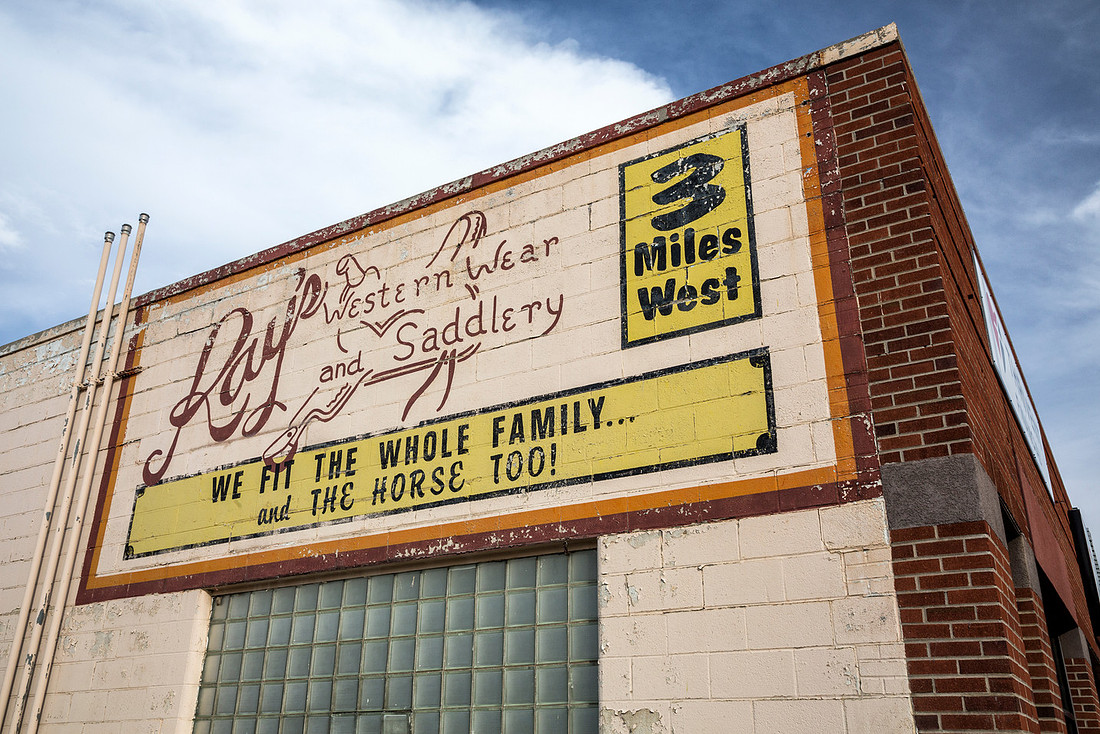 Ray's
Western Wear
and Saddlery
3
Miles
West
WE FIT THE WHOLE FAMILY...
and THE HORSE TOO!